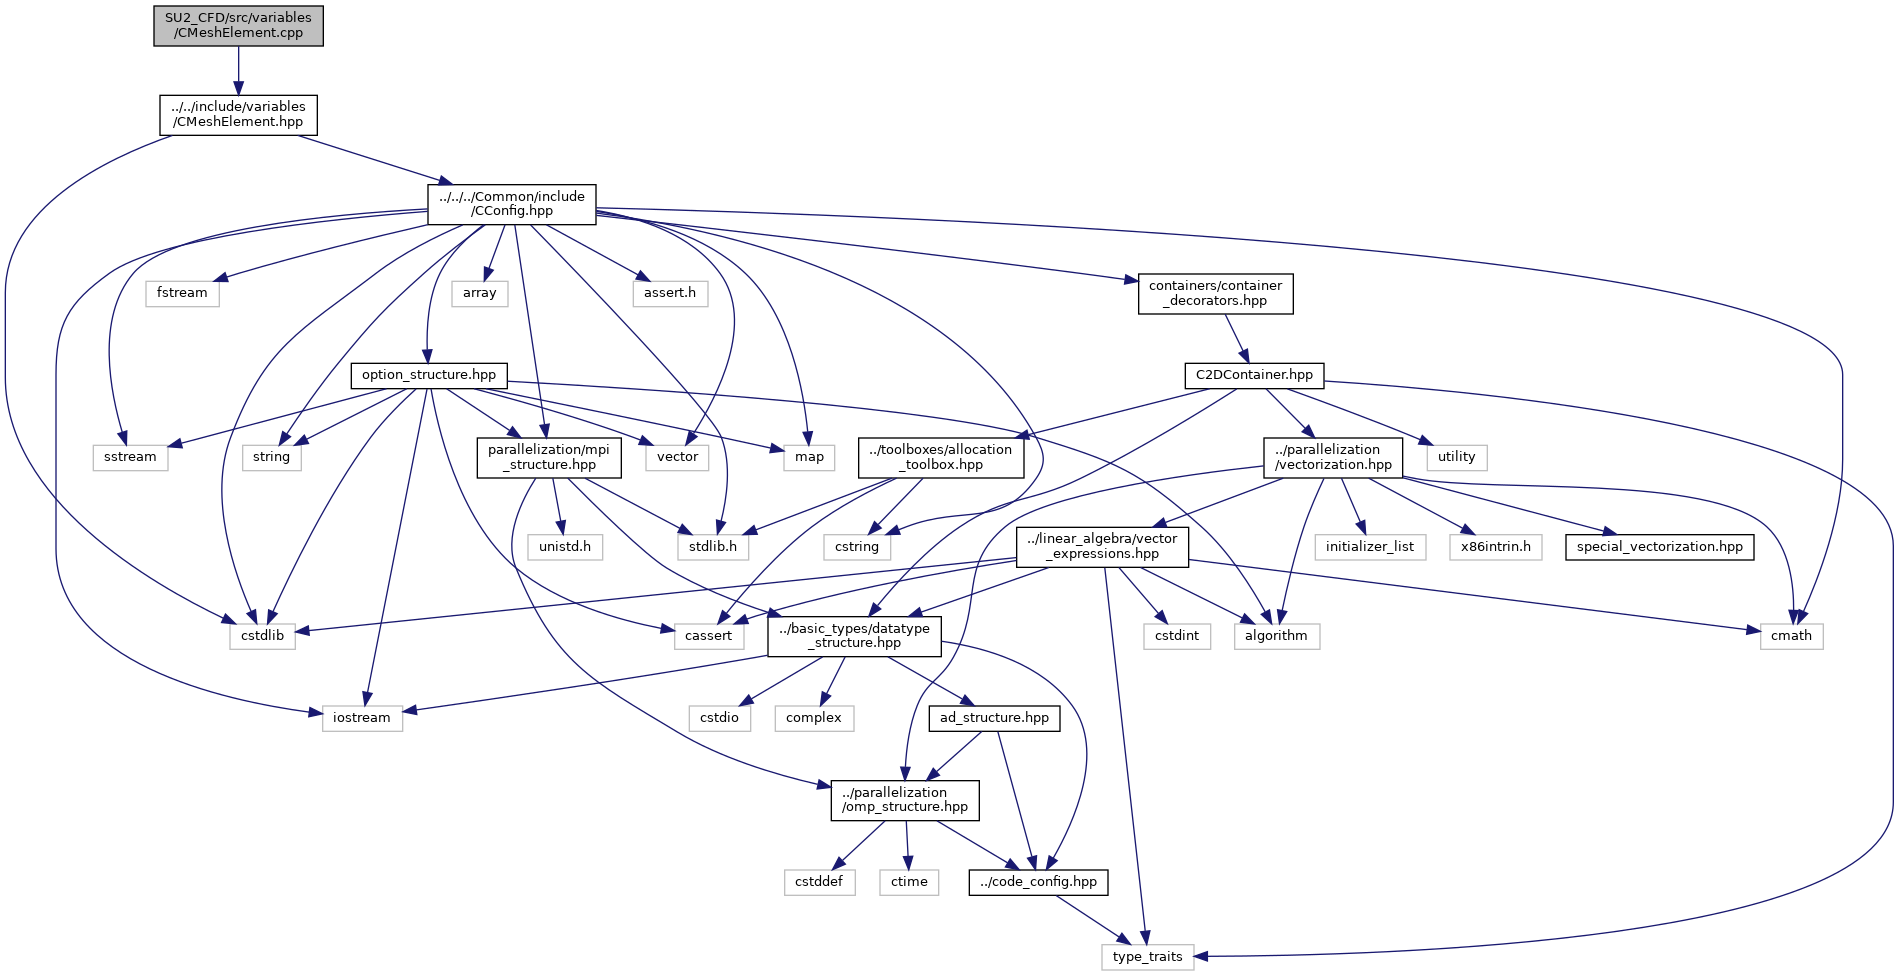 SU2_CFD/src/variables
/CMeshElement.cpp
../../include/variables
/CMeshElement.hpp
../../../Common/include
/CConfig.hpp
fstream
array
assert.h
containers/container
_decorators.hpp
option_structure.hpp
C2DContainer.hpp
sstream
string
parallelization/mpi
_structure.hpp
vector
map
../toolboxes/allocation
_toolbox.hpp
../parallelization
/vectorization.hpp
utility
unistd.h
stdlib.h
cstring
../linear_algebra/vector
_expressions.hpp
initializer_list
x86intrin.h
special_vectorization.hpp
cstdlib
cassert
../basic_types/datatype
_structure.hpp
cstdint
algorithm
cmath
iostream
cstdio
complex
ad_structure.hpp
../parallelization
/omp_structure.hpp
cstddef
ctime
../code_config.hpp
type_traits